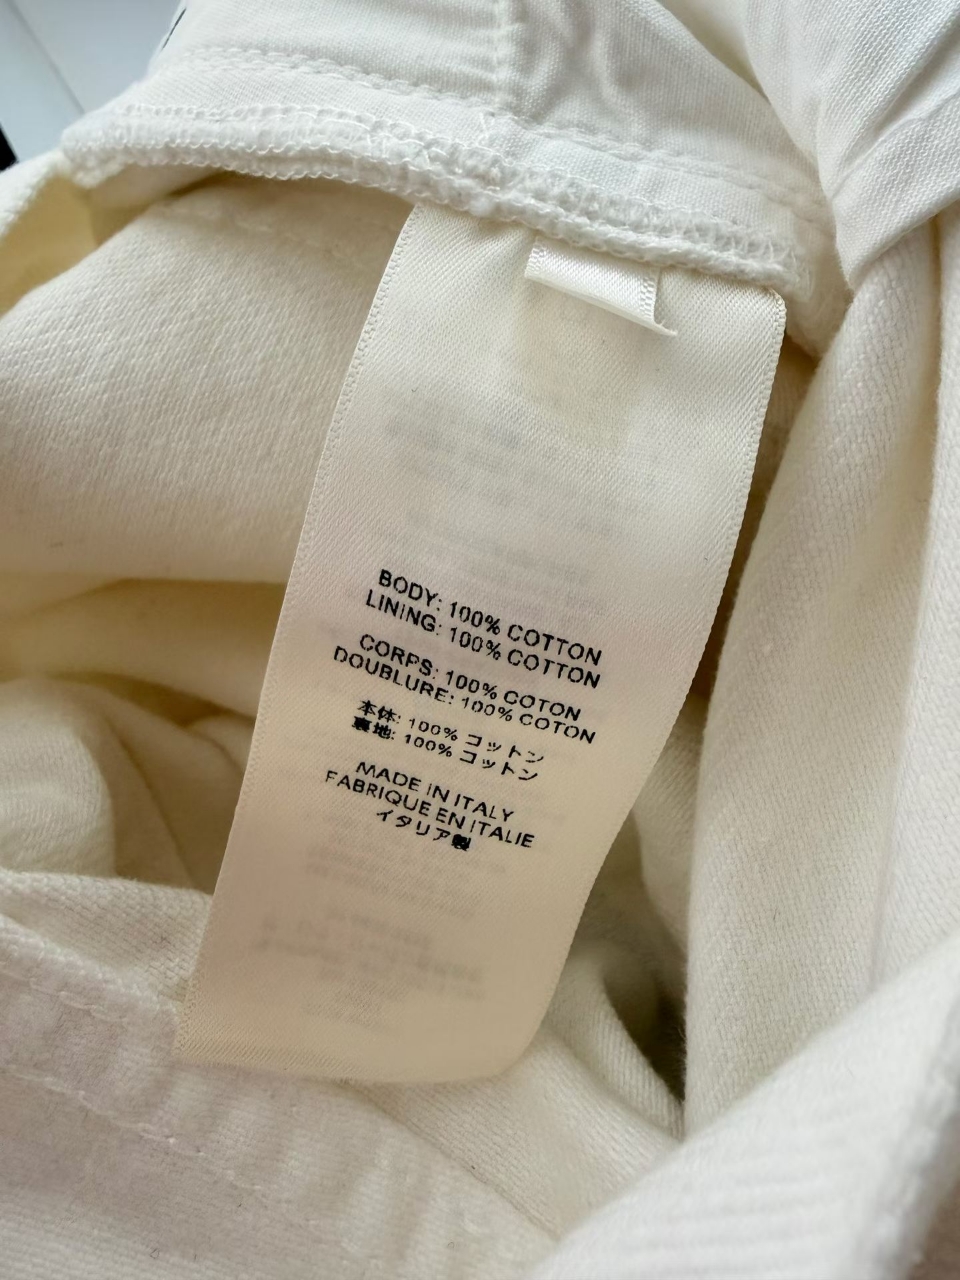 BODY: 100% COTTON
LINING: 100% COTTON
CORPS: 100% COTON
DOUBLURE: 100% COTON
本体: 100% コットン
裏地: 100% コットン
MADE IN ITALY
FABRIQUE EN ITALIE
イタリア製